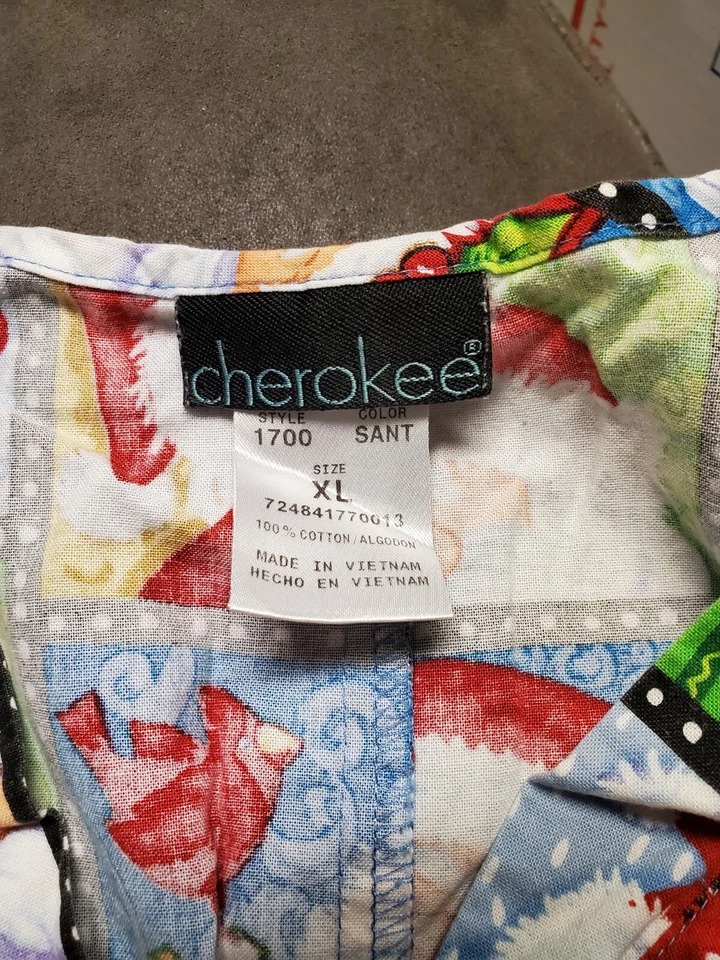 cherokee®
STYLE COLOR
1700 SANT
SIZE
XL
724841770013
100% COTTON/ALGODON
MADE IN VIETNAM
HECHO EN VIETNAM